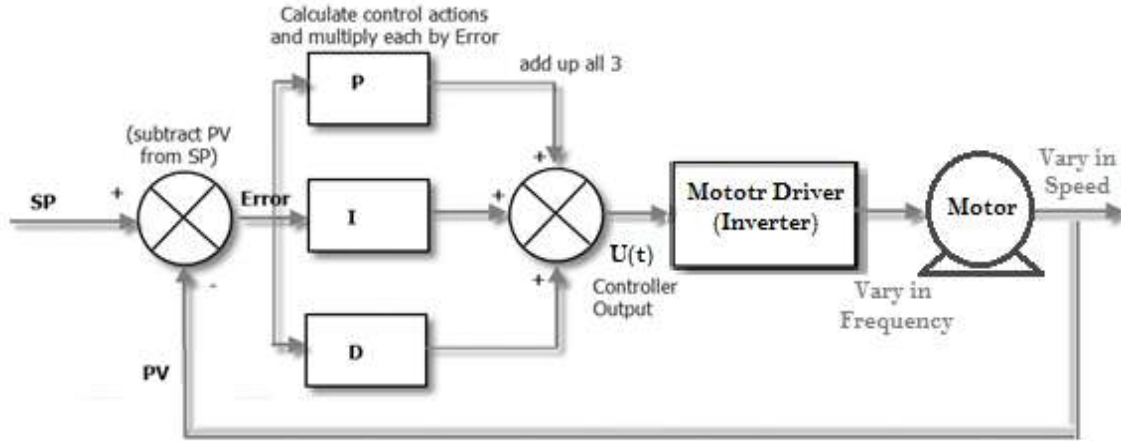 Calculate control actions
and multiply each by Error
add up all 3
P
(subtract PV
from SP)
+
SP
+
Error
I
+
-
PV
D
+
U(t)
Controller
Output
Mototr Driver
(Inverter)
Vary in
Frequency
Motor
Vary in
Speed